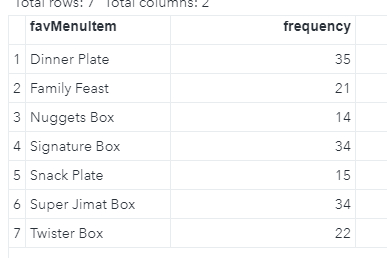 Total rows: 7 Total columns: 2
favMenuItem frequency
1 Dinner Plate 35
2 Family Feast 21
3 Nuggets Box 14
4 Signature Box 34
5 Snack Plate 15
6 Super Jimat Box 34
7 Twister Box 22